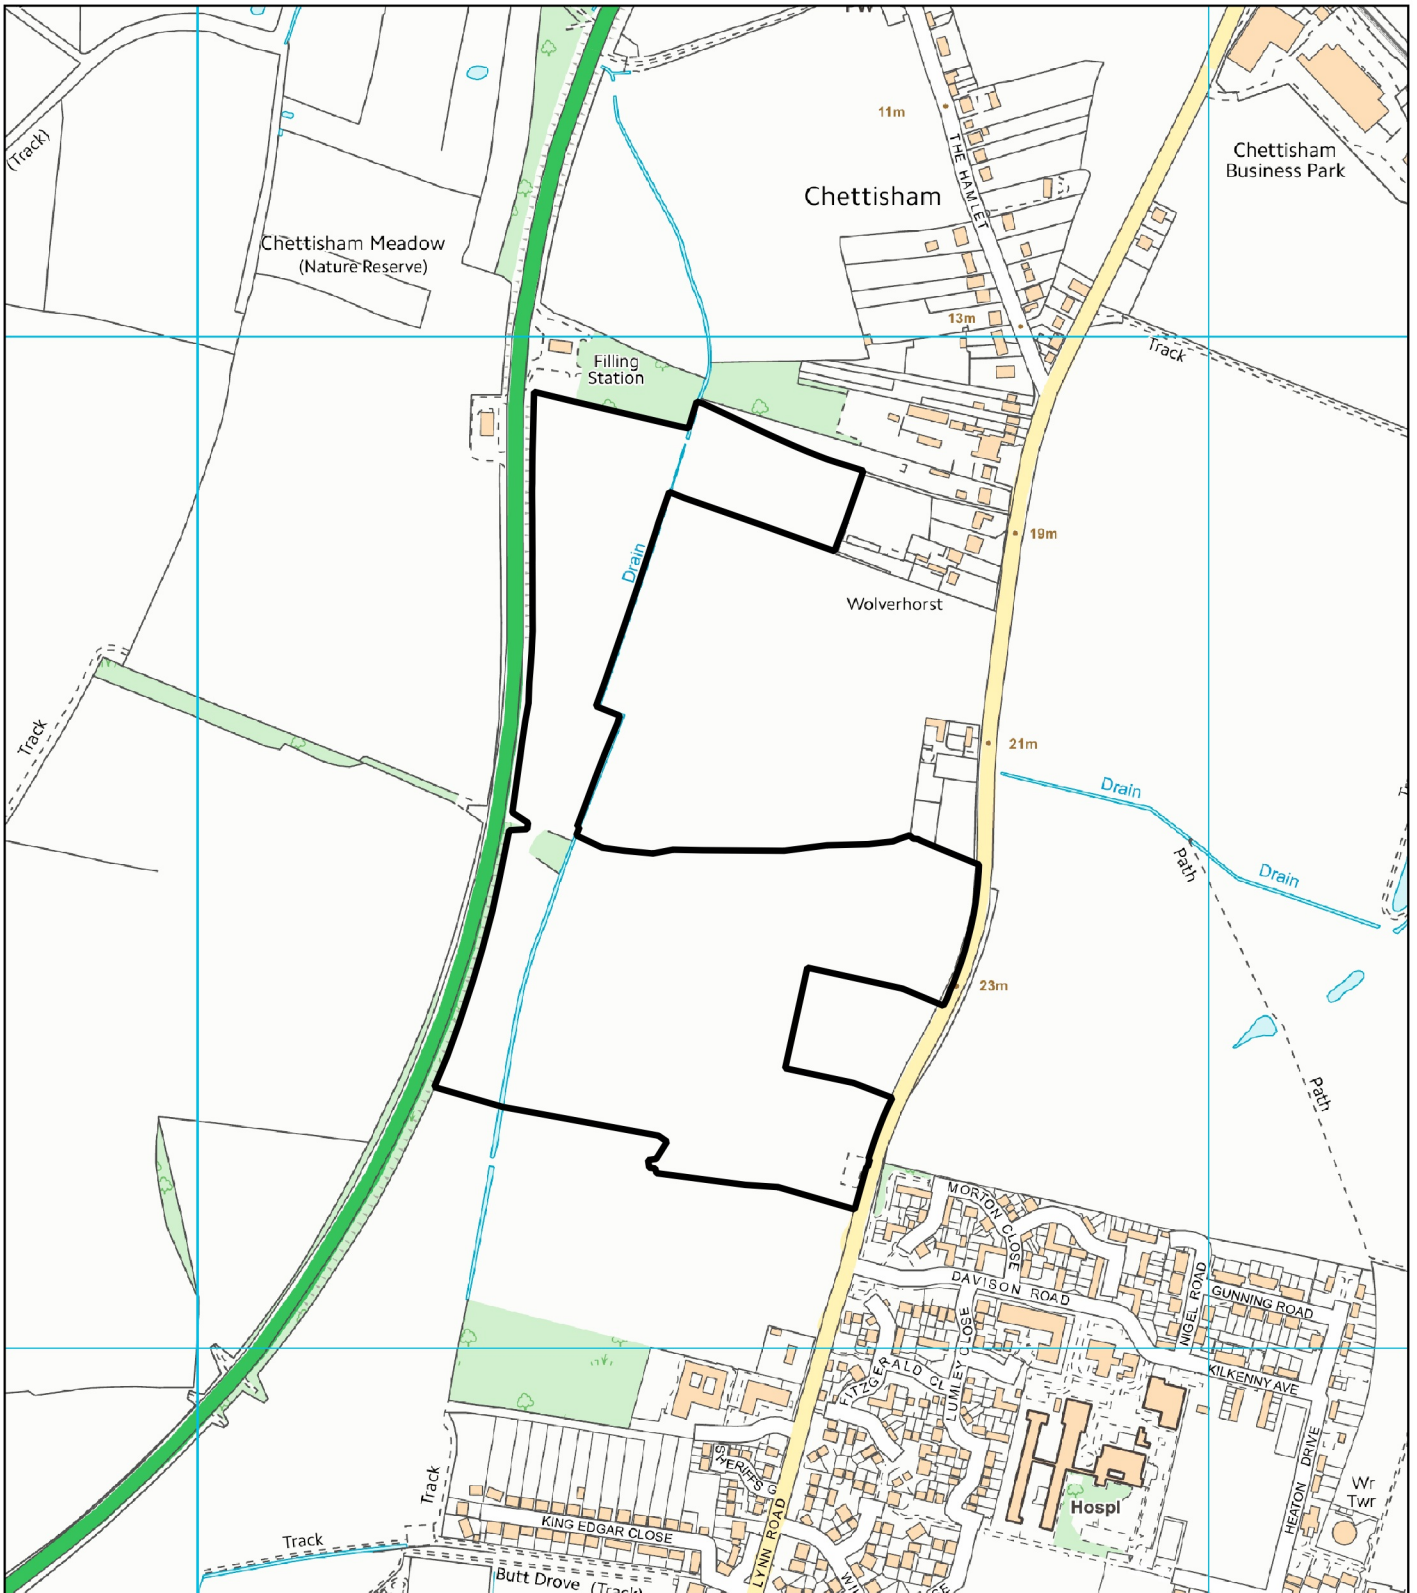 11m
THE HAMLET
Chettisham
Business Park
(Track)
Chettisham
Chettisham Meadow
(Nature Reserve)
13m
Track
Filling
Station
19m
Drain
Wolverhorst
Track
21m
Drain
Path
Drain
23m
Path
MORTON CLOSE
DAVISON ROAD
NIGEL ROAD
GUNNING ROAD
FITZGERALD CL
LUMLEY CLOSE
KILKENNY AVE
SHERIFFS
HEATON DRIVE
Track
Wr
Twr
Hospl
KING EDGAR CLOSE
LYNN ROAD
Track
Butt Drove (Track)